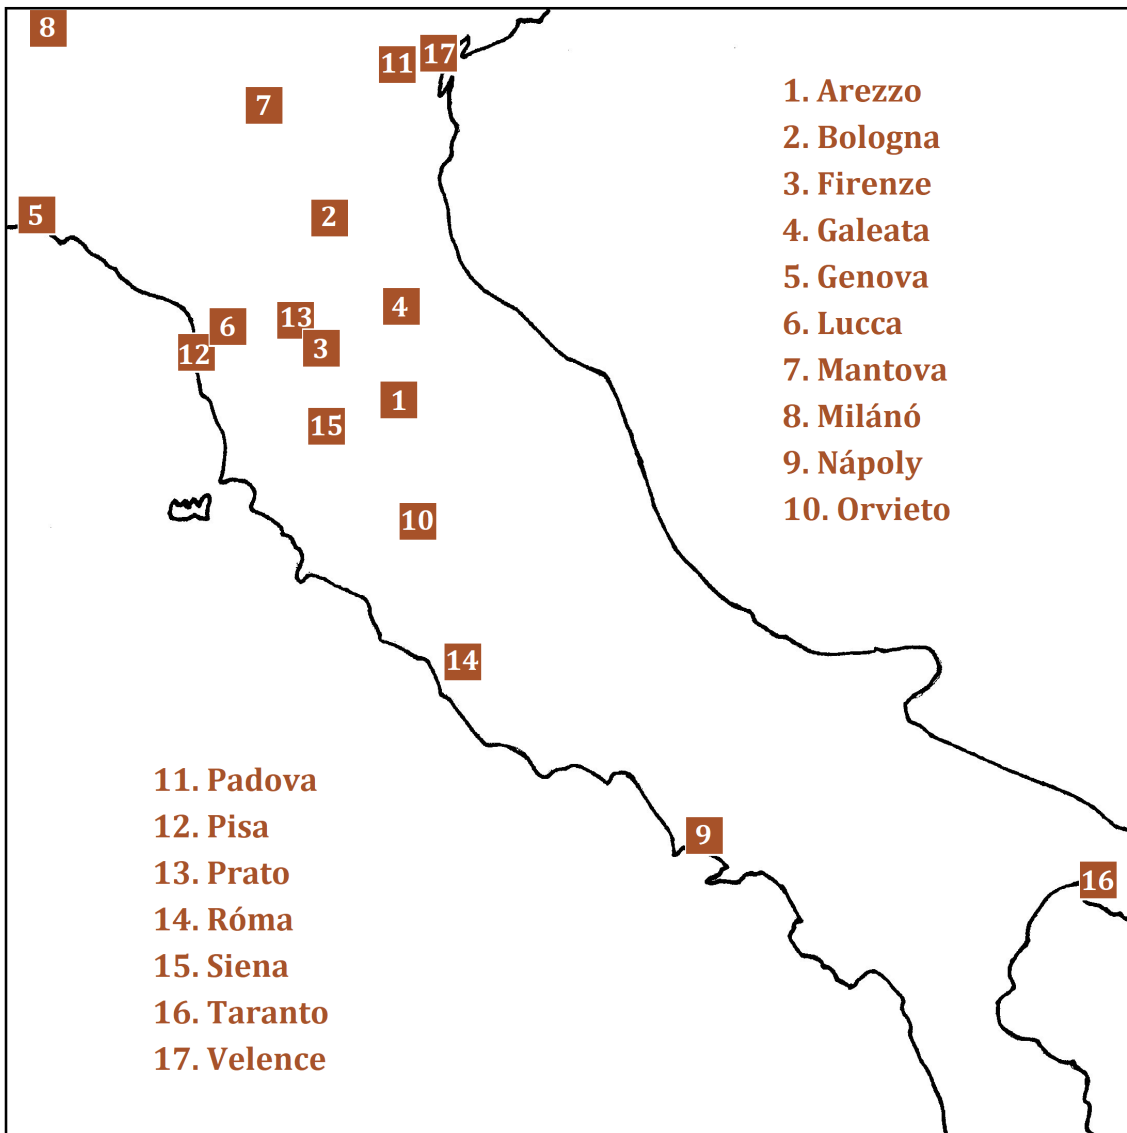 8
17
11
7
5
2
4
13
6
3
12
1
15
10
14
9
16
1. Arezzo
2. Bologna
3. Firenze
4. Galeata
5. Genova
6. Lucca
7. Mantova
8. Milánó
9. Nápoly
10. Orvieto
11. Padova
12. Pisa
13. Prato
14. Róma
15. Siena
16. Taranto
17. Velence